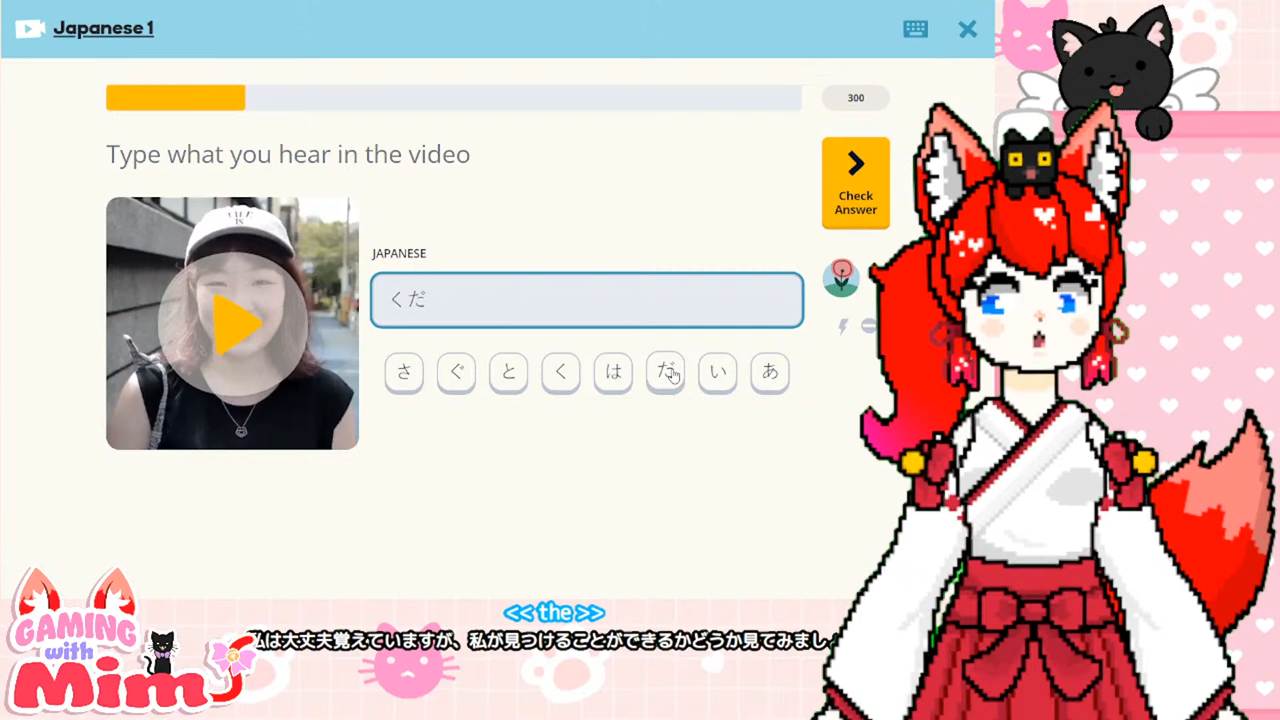 Japanese 1
300
Type what you hear in the video
Check
Answer
JAPANESE
くだ
さ ぐ と く は だ い あ
<< the >>
私は大丈夫覚えていますが、私が見つけることができるかどうか見てみまし
GAMING
with
Mim